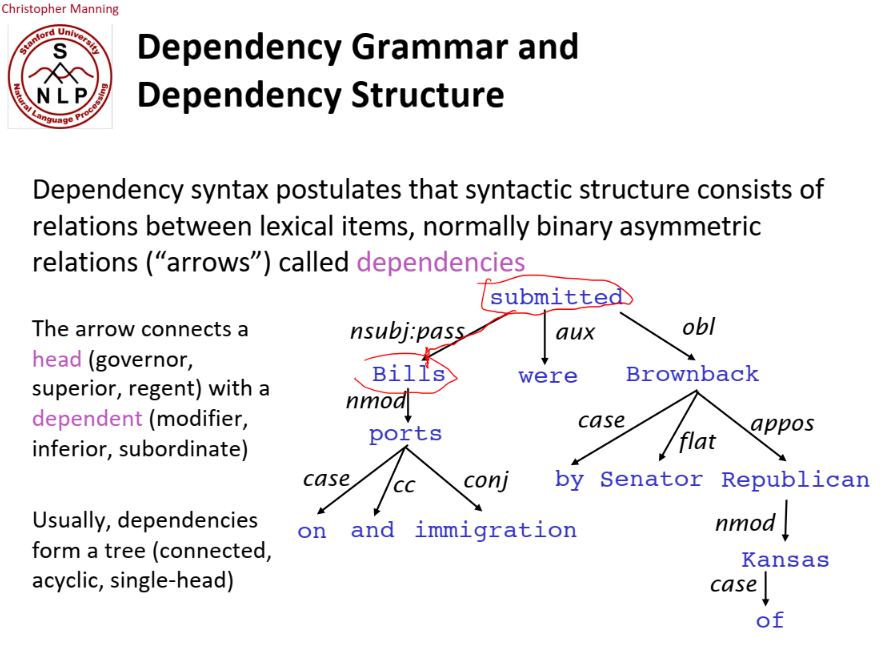 Christopher Manning
Stanford University
S
NLP
Natural Language Processing
Dependency Grammar and
Dependency Structure
Dependency syntax postulates that syntactic structure consists of
relations between lexical items, normally binary asymmetric
relations (“arrows”) called dependencies
The arrow connects a
head (governor,
superior, regent) with a
dependent (modifier,
inferior, subordinate)
Usually, dependencies
form a tree (connected,
acyclic, single-head)
submitted
nsubj:pass aux obl
Bills were Brownback
nmod
ports
case flat appos
by Senator Republican
case cc conj
on and immigration
nmod
Kansas
case
of